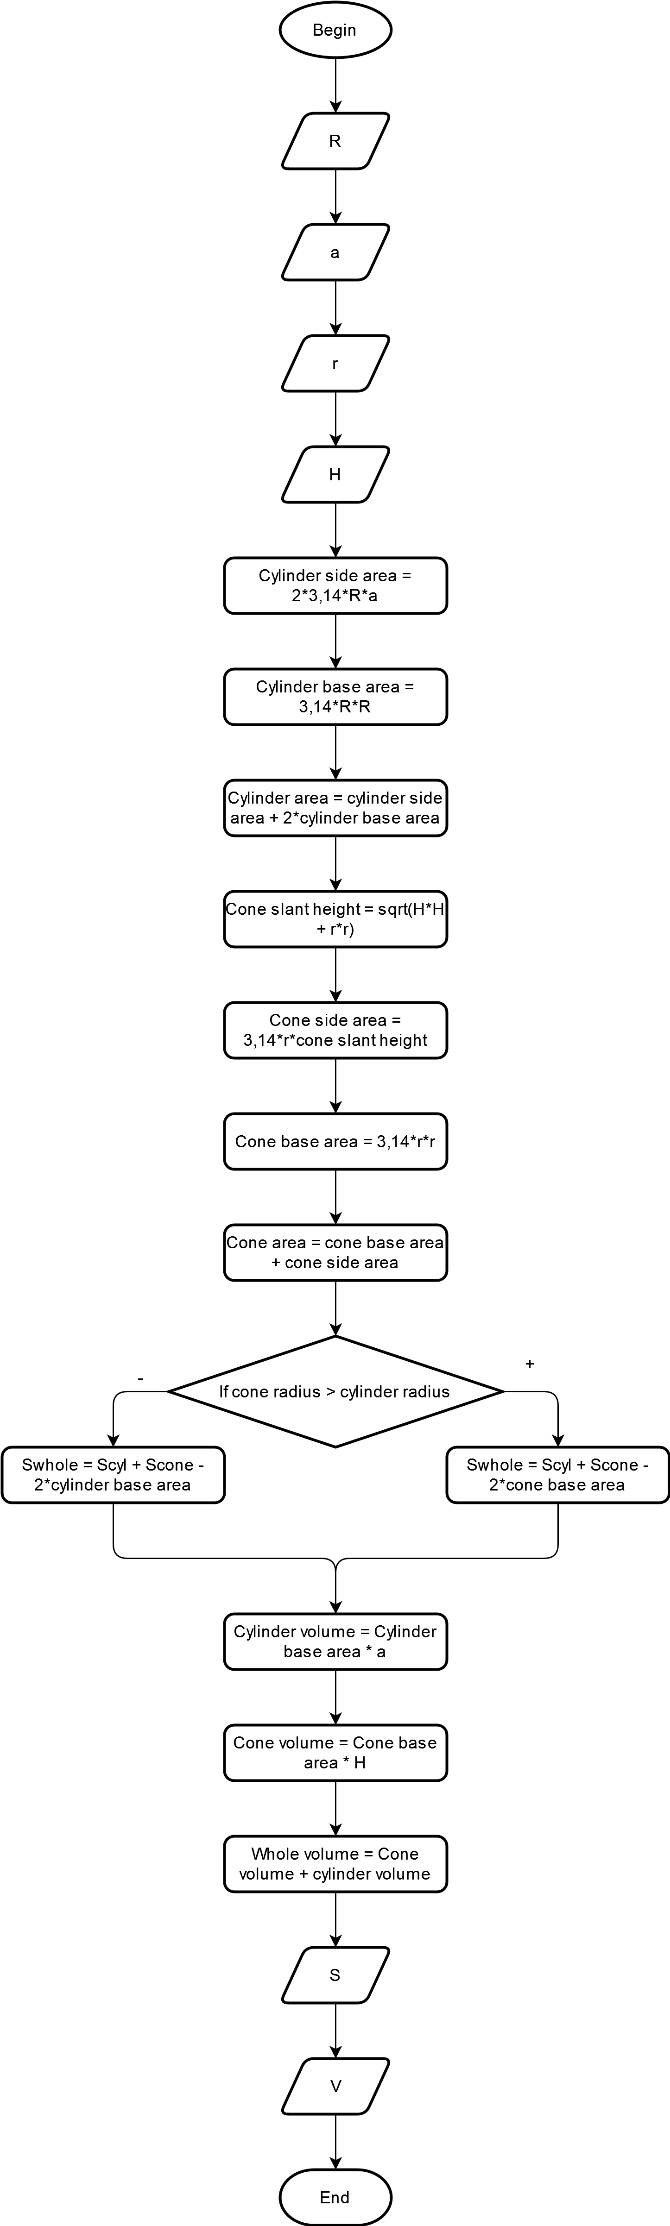 Begin
R
a
r
H
Cylinder side area =
2*3,14*R*a
Cylinder base area =
3,14*R*R
Cylinder area = cylinder side
area + 2*cylinder base area
Cone slant height = sqrt(H*H
+ r*r)
Cone side area =
3,14*r*cone slant height
Cone base area = 3,14*r*r
Cone area = cone base area
+ cone side area
If cone radius > cylinder radius
-
+
Swhole = Scyl + Scone -
2*cylinder base area
Swhole = Scyl + Scone -
2*cone base area
Cylinder volume = Cylinder
base area * a
Cone volume = Cone base
area * H
Whole volume = Cone
volume + cylinder volume
S
V
End